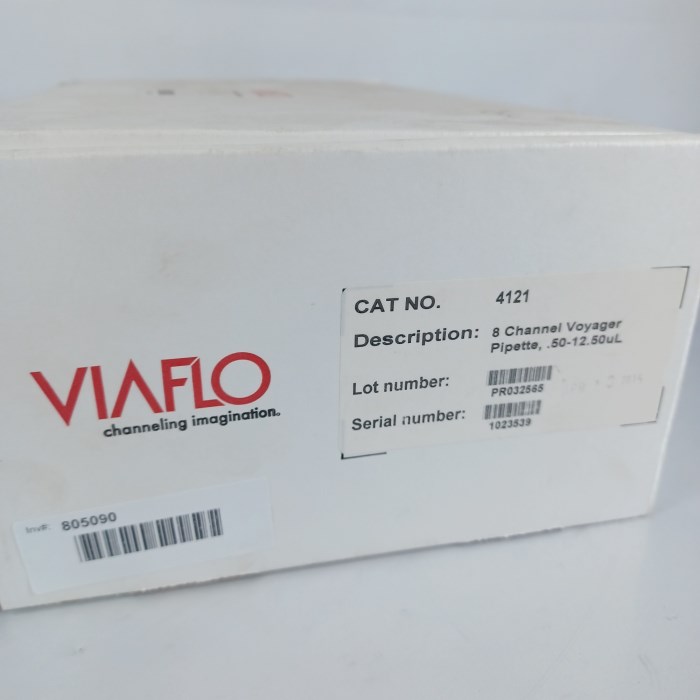 VIAFLO
channeling imagination.
CAT NO. 4121
Description: 8 Channel Voyager
Pipette, .50-12.50uL
Lot number:
PR032565
Serial number:
1023539
Inv#: 805090